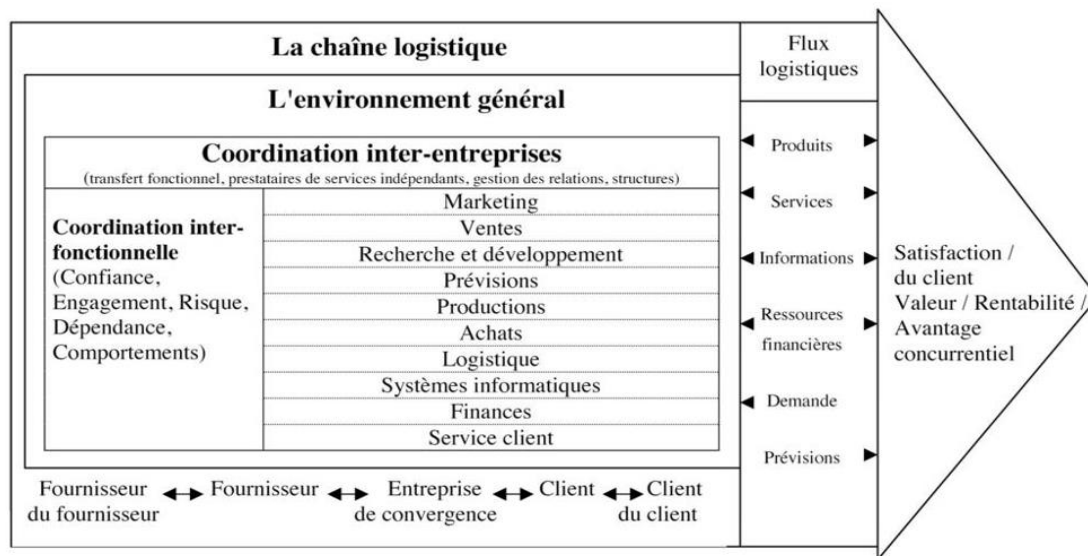 La chaîne logistique
Flux
logistiques
L'environnement général
Coordination inter-entreprises
(transfert fonctionnel, prestataires de services indépendants, gestion des relations, structures)
Coordination inter-
fonctionnelle
(Confiance,
Engagement, Risque,
Dépendance,
Comportements)
Marketing
Ventes
Recherche et développement
Prévisions
Productions
Achats
Logistique
Systèmes informatiques
Finances
Service client
Produits
Services
Informations
Ressources
financières
Demande
Prévisions
Satisfaction /
du client
Valeur / Rentabilité /
Avantage
concurrentiel
Fournisseur
du fournisseur
Fournisseur
Entreprise
de convergence
Client
Client
du client